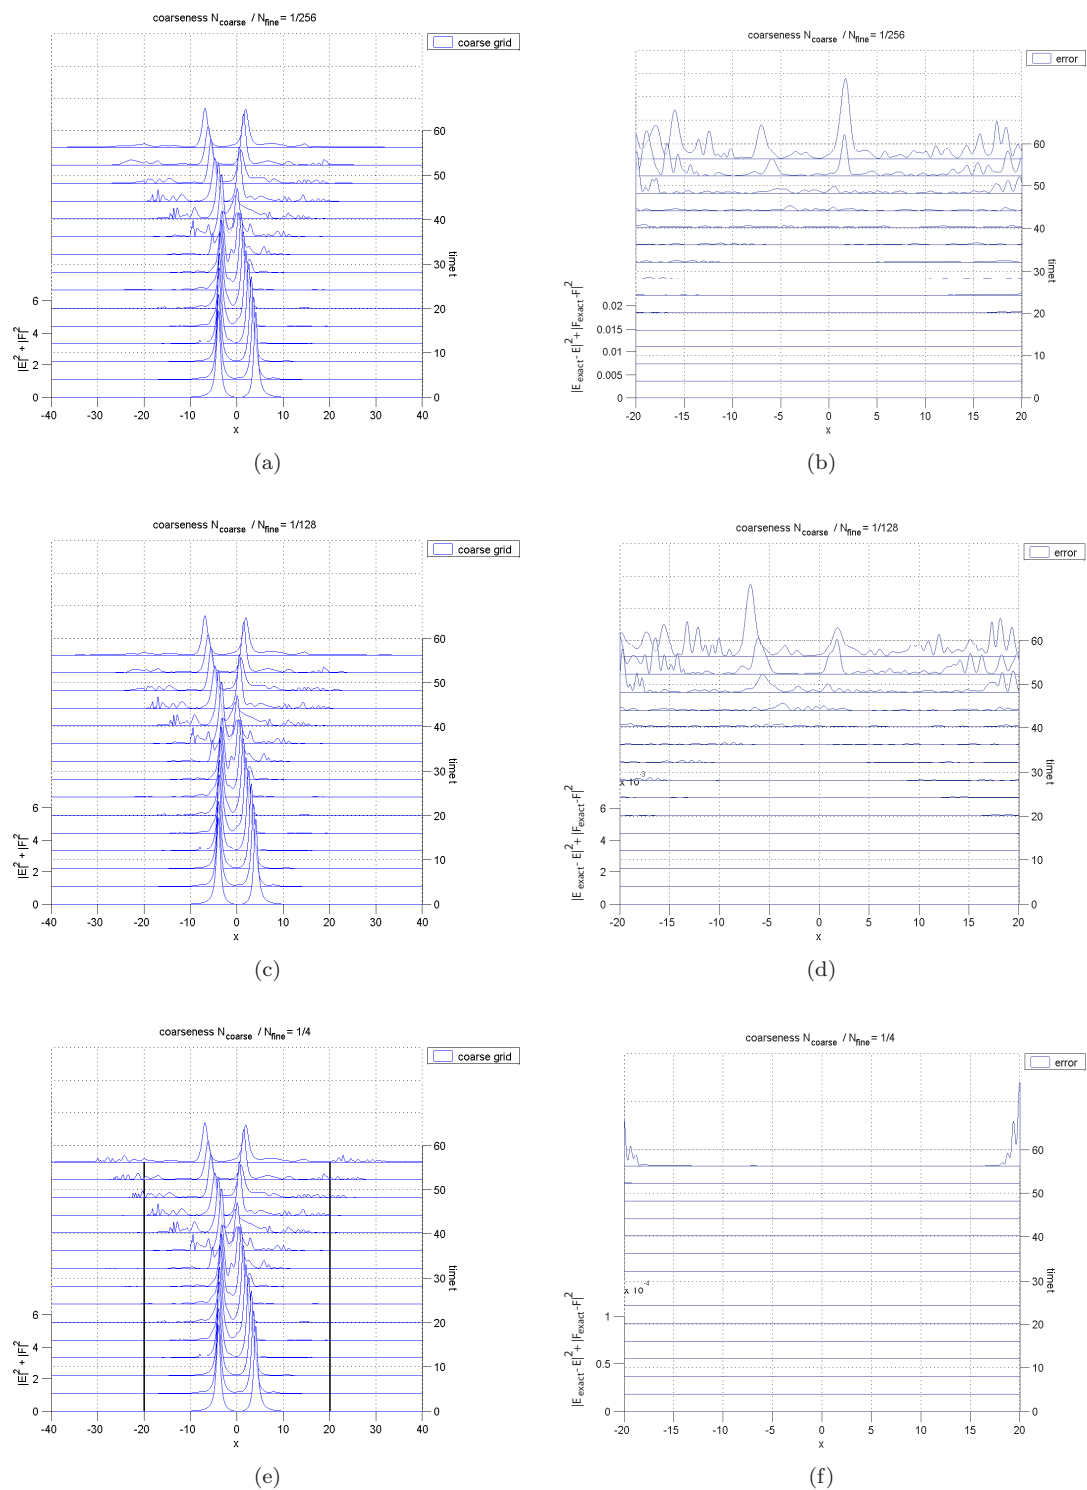 coarseness N_coarse / N_fine = 1/256
coarse grid
60
50
40
30
20
10
0
time t
6
4
2
0
|E|^2 + |F|^2
-40 -30 -20 -10 0 10 20 30 40
x
(a)
coarseness N_coarse / N_fine = 1/256
error
60
50
40
30
20
10
0
time t
0.02
0.015
0.01
0.005
0
|E_exact - E|^2 + |F_exact - F|^2
-20 -15 -10 -5 0 5 10 15 20
x
(b)
coarseness N_coarse / N_fine = 1/128
coarse grid
60
50
40
30
20
10
0
time t
6
4
2
0
|E|^2 + |F|^2
-40 -30 -20 -10 0 10 20 30 40
x
(c)
coarseness N_coarse / N_fine = 1/128
error
60
50
40
30
20
10
0
time t
x 10^-3
6
4
2
0
|E_exact - E|^2 + |F_exact - F|^2
-20 -15 -10 -5 0 5 10 15 20
x
(d)
coarseness N_coarse / N_fine = 1/4
coarse grid
60
50
40
30
20
10
0
time t
6
4
2
0
|E|^2 + |F|^2
-40 -30 -20 -10 0 10 20 30 40
x
(e)
coarseness N_coarse / N_fine = 1/4
error
60
50
40
30
20
10
0
time t
x 10^-4
1
0.5
0
|E_exact - E|^2 + |F_exact - F|^2
-20 -15 -10 -5 0 5 10 15 20
x
(f)